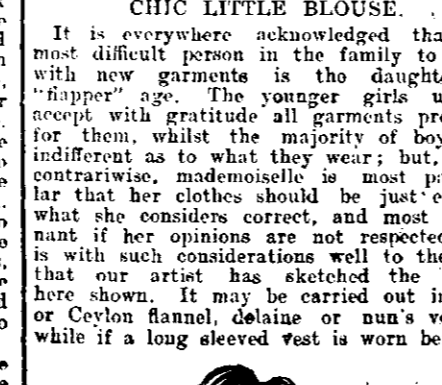 CHIC LITTLE BLOUSE.
It is everywhere acknowledged tha
most difficult person in the family to
with new garments is the daught
"flapper" age. The younger girls u
accept with gratitude all garments pr
for them, whilst the majority of boy
indifferent as to what they wear; but,
contrariwise, mademoiselle is most p
lar that her clothes should be just e
what she considers correct, and most
nant if her opinions are not respected
is with such considerations well to the
that our artist has sketched the
here shown. It may be carried out i
or Ceylon flannel, delaine or nun's v
while if a long sleeved vest is worn be